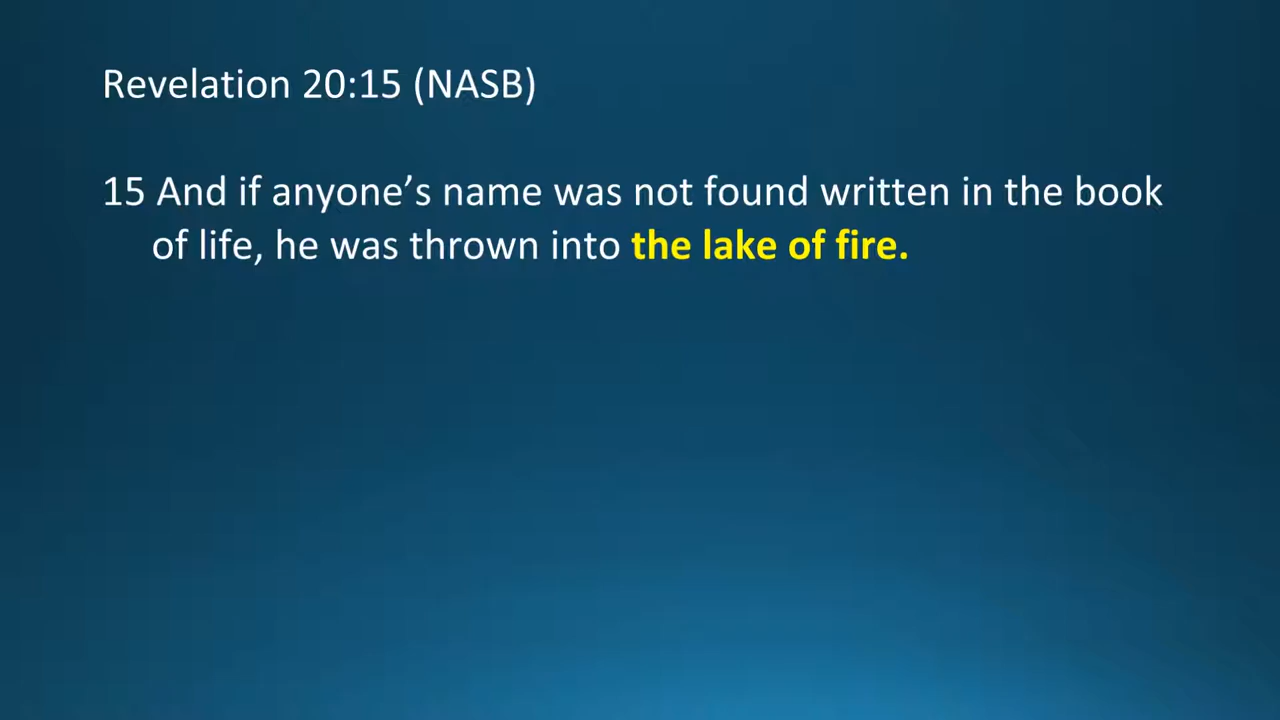 Revelation 20:15 (NASB)
15 And if anyone’s name was not found written in the book
of life, he was thrown into the lake of fire.